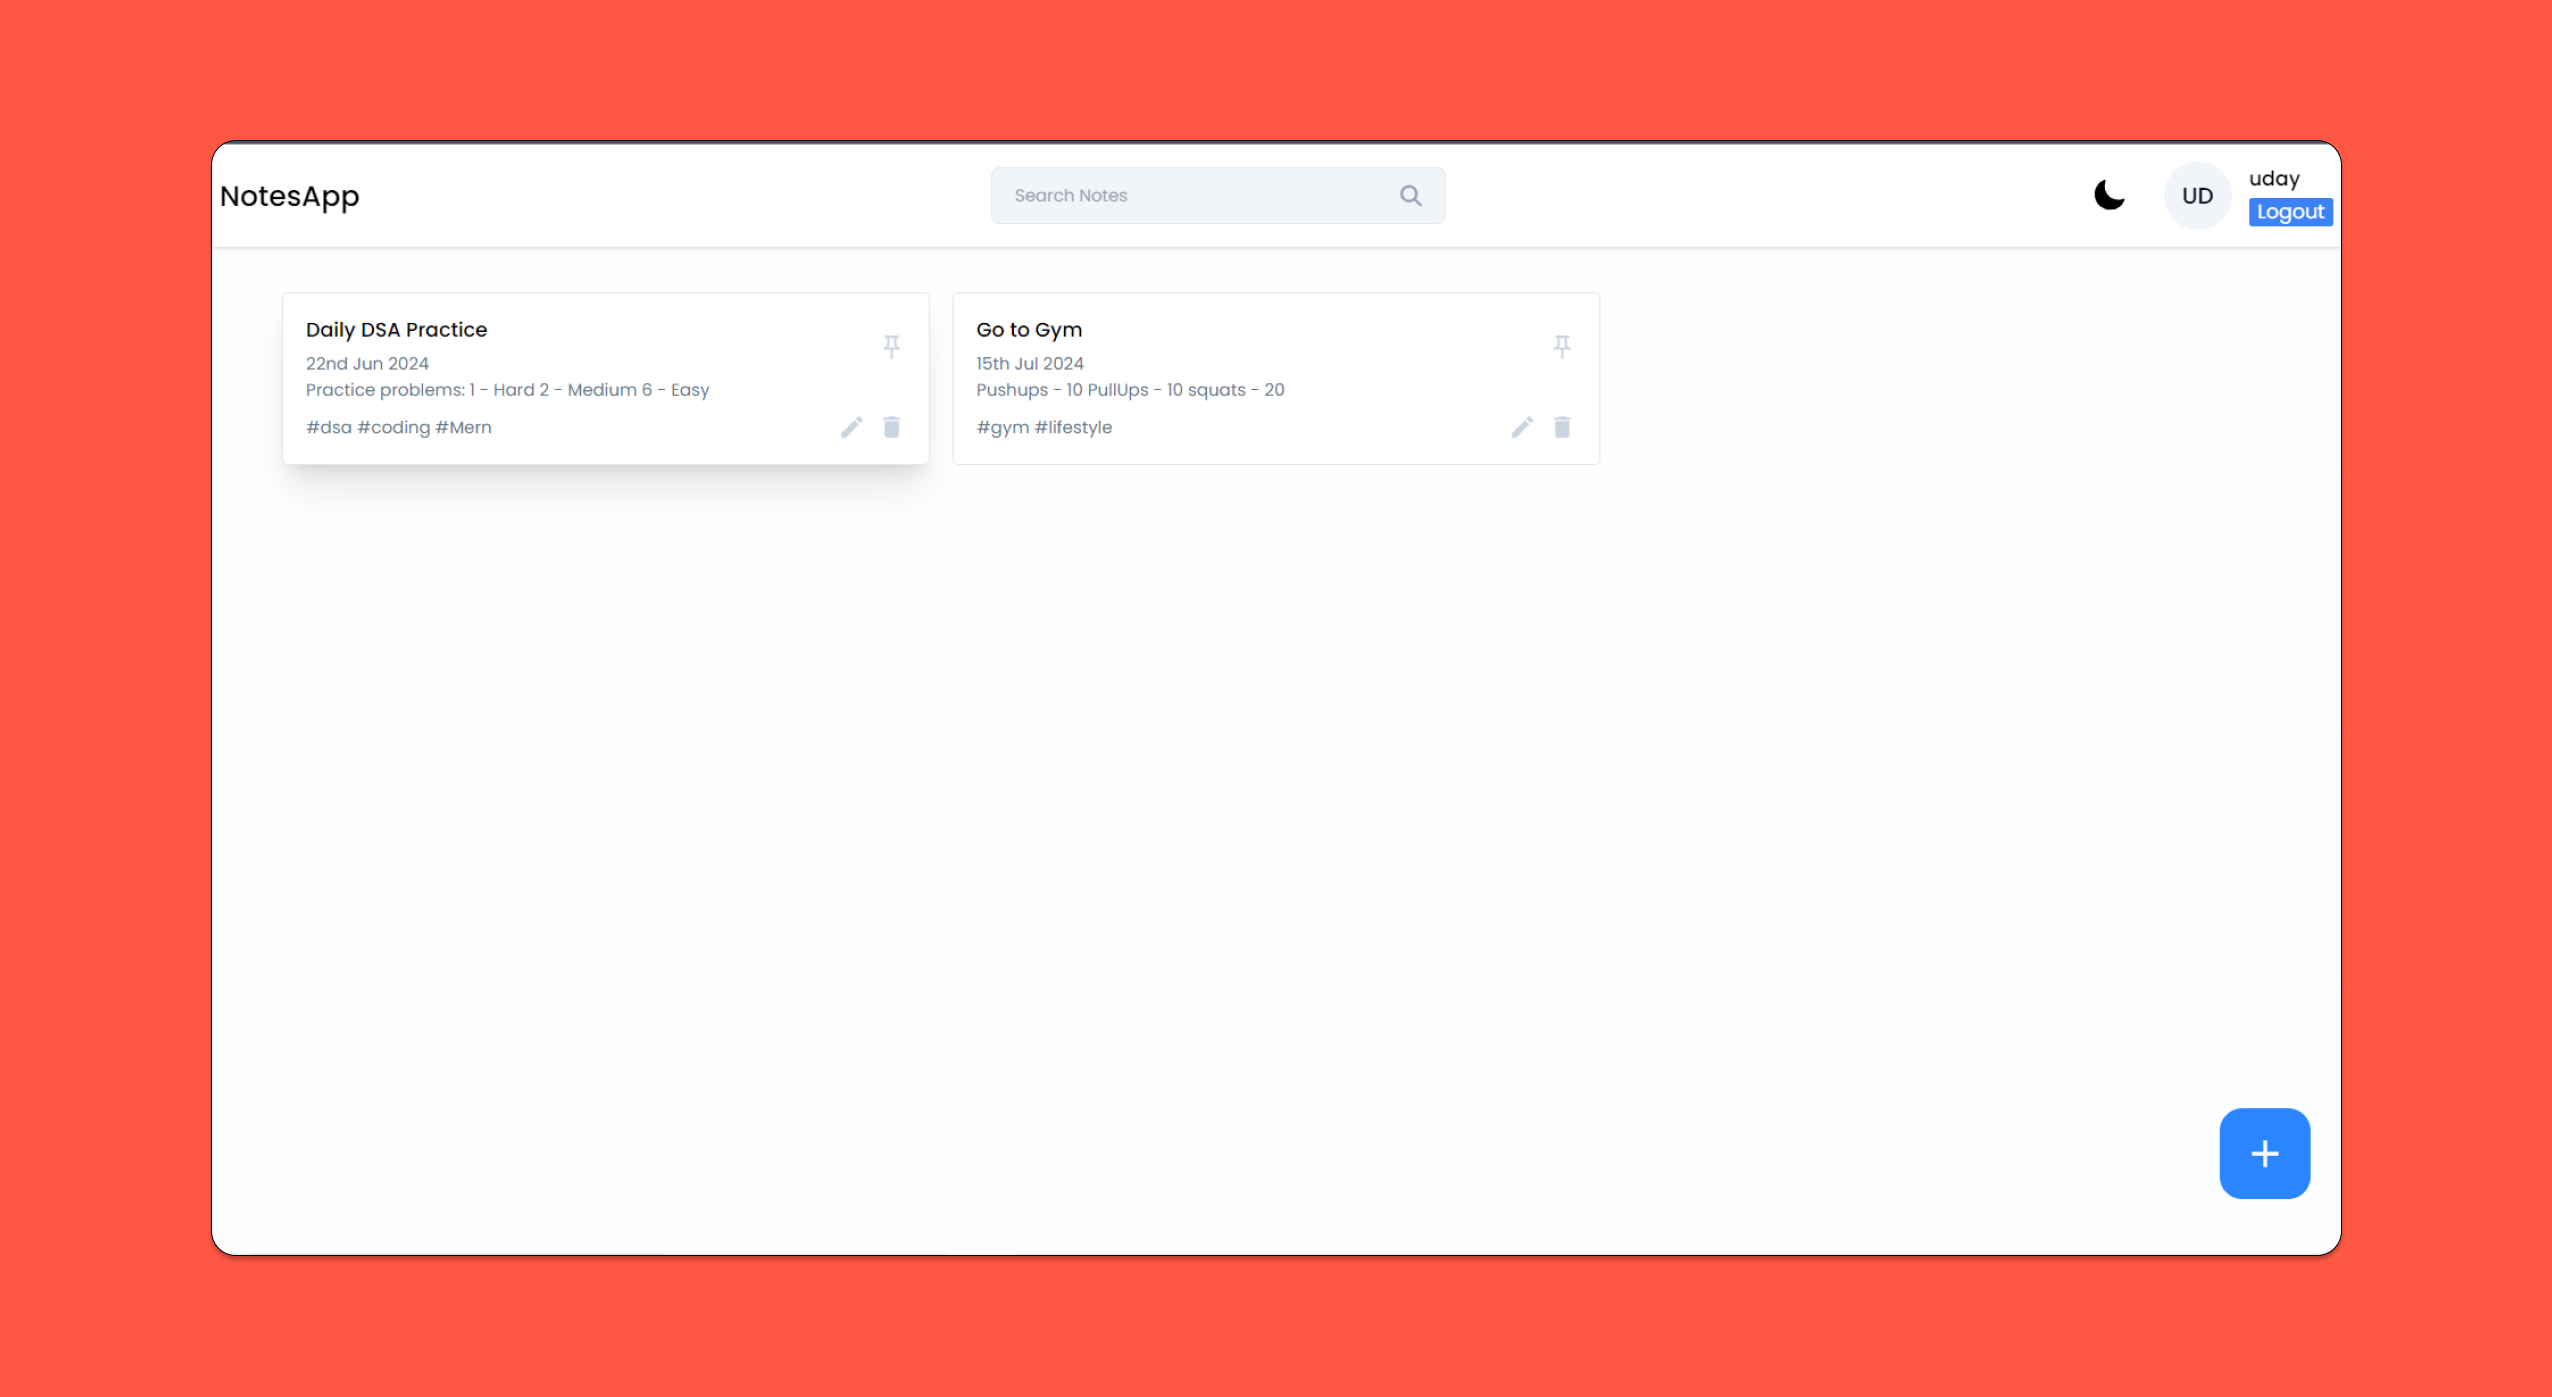 NotesApp
Search Notes
UD
uday
Logout
Daily DSA Practice
22nd Jun 2024
Practice problems: 1 - Hard 2 - Medium 6 - Easy
#dsa #coding #Mern
Go to Gym
15th Jul 2024
Pushups - 10 PullUps - 10 squats - 20
#gym #lifestyle